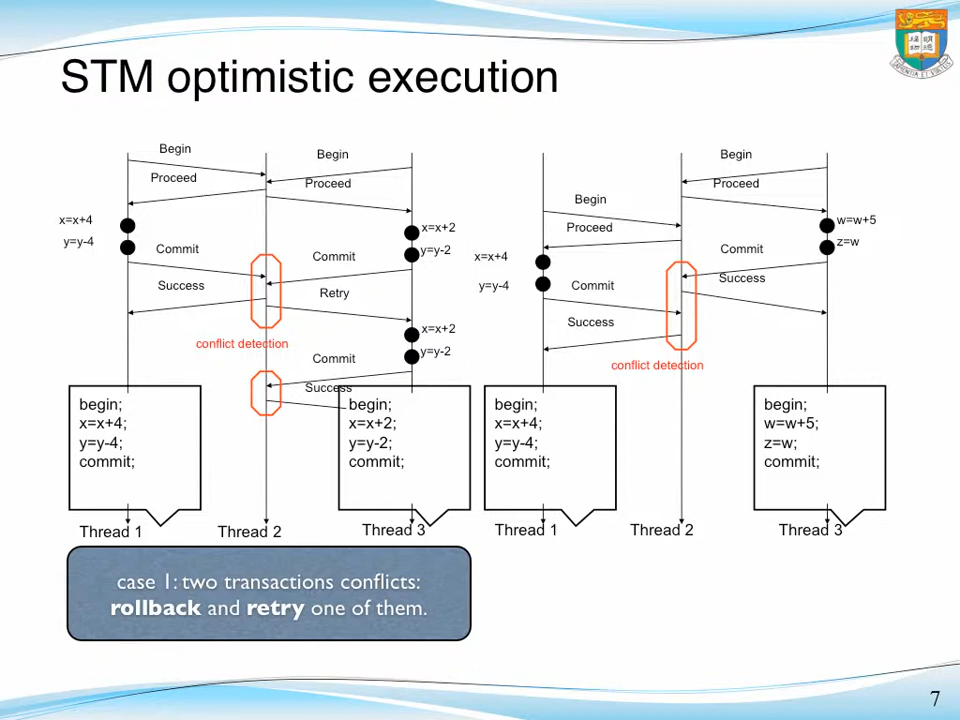 STM optimistic execution
Begin
Proceed
x=x+4
y=y-4
Commit
Success
Begin
Proceed
x=x+2
y=y-2
Commit
Retry
conflict detection
x=x+2
y=y-2
Commit
Success
begin;
x=x+4;
y=y-4;
commit;
begin;
x=x+2;
y=y-2;
commit;
Thread 1
Thread 2
Thread 3
case 1: two transactions conflicts:
rollback and retry one of them.
Begin
Proceed
w=w+5
z=w
Begin
Proceed
x=x+4
y=y-4
Commit
Success
Commit
Success
conflict detection
begin;
x=x+4;
y=y-4;
commit;
begin;
w=w+5;
z=w;
commit;
Thread 1
Thread 2
Thread 3
7